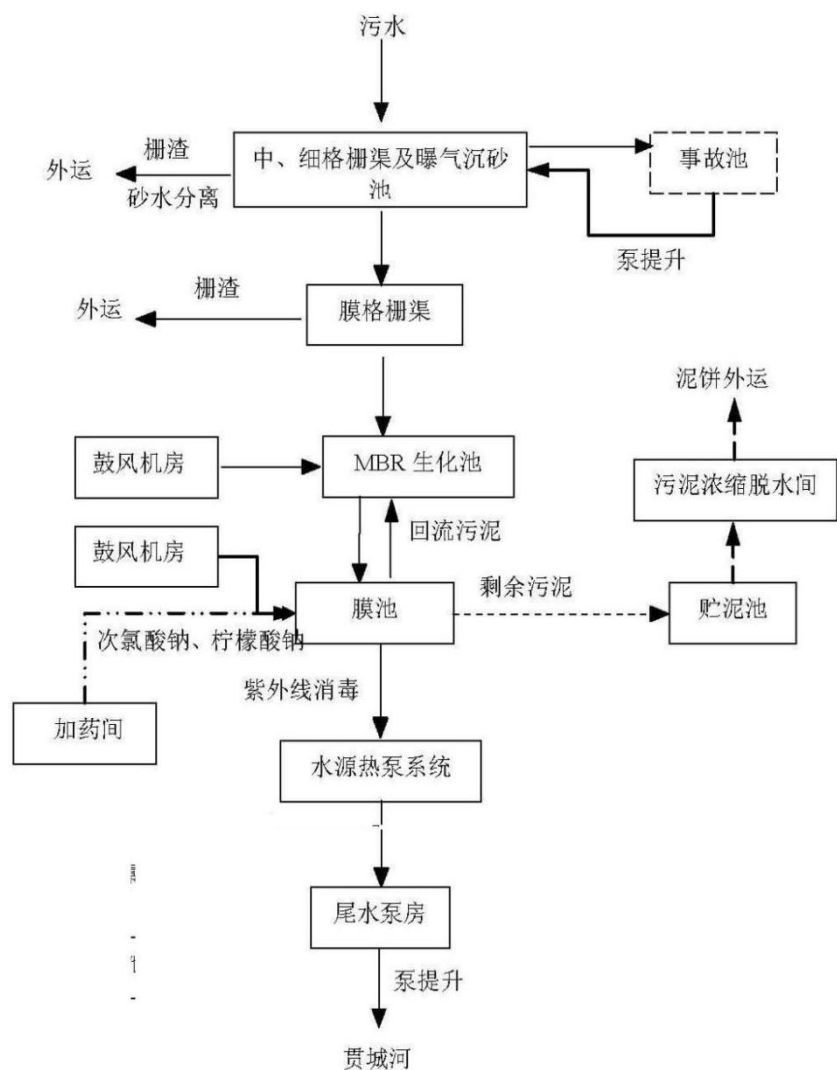 污水
栅渣
外运
砂水分离
中、细格栅渠及曝气沉砂
池
事故池
泵提升
栅渣
外运
膜格栅渠
泥饼外运
鼓风机房
MBR 生化池
污泥浓缩脱水间
回流污泥
鼓风机房
剩余污泥
膜池
贮泥池
次氯酸钠、柠檬酸钠
紫外线消毒
加药间
水源热泵系统
尾水泵房
泵提升
贯城河